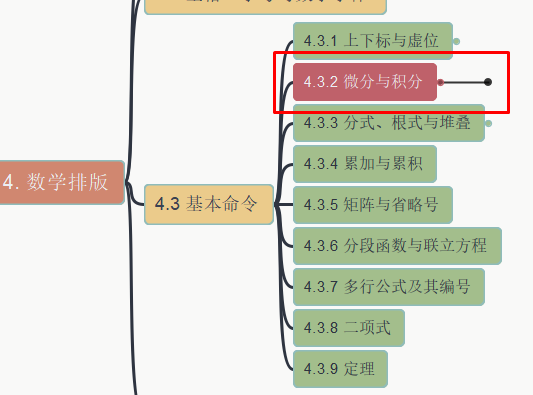 4.3.1 上下标与虚位
4.3.2 微分与积分
4.3.3 分式、根式与堆叠
4. 数学排版
4.3 基本命令
4.3.4 累加与累积
4.3.5 矩阵与省略号
4.3.6 分段函数与联立方程
4.3.7 多行公式及其编号
4.3.8 二项式
4.3.9 定理